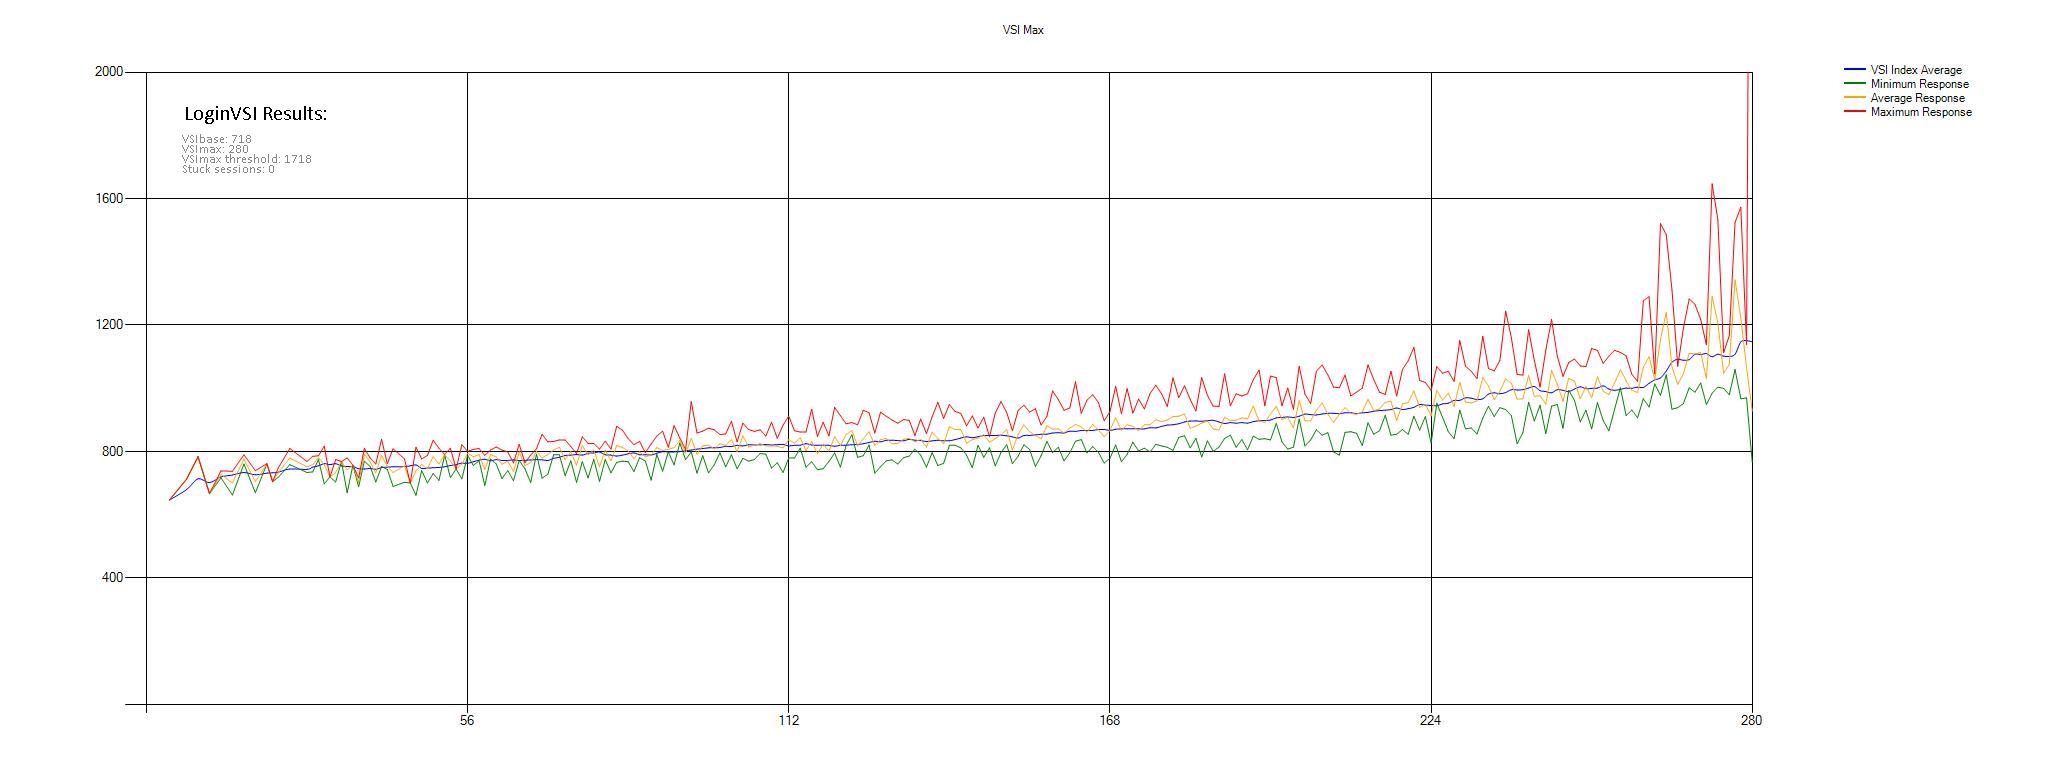 VSI Max
2000
1600
1200
800
400
LoginVSI Results:
VSIbase: 718
VSImax: 280
VSImax threshold: 1718
Stuck sessions: 0
VSI Index Average
Minimum Response
Average Response
Maximum Response
56
112
168
224
280